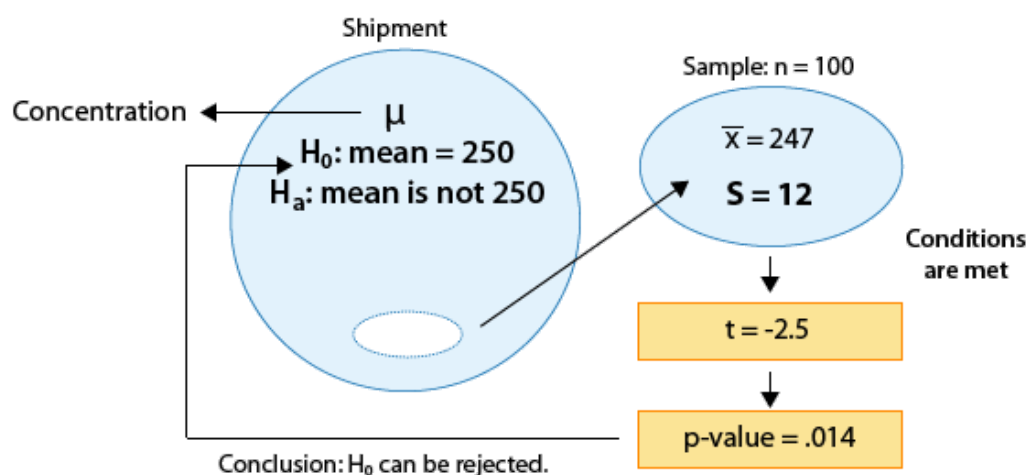 Shipment
Concentration
μ
H₀: mean = 250
Hₐ: mean is not 250
Sample: n = 100
x̅ = 247
S = 12
Conditions
are met
t = -2.5
p-value = .014
Conclusion: H₀ can be rejected.